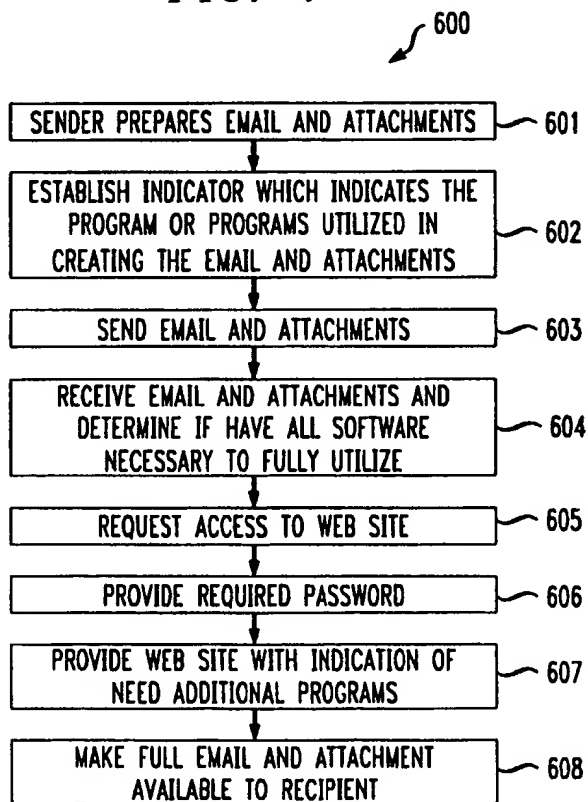 600
SENDER PREPARES EMAIL AND ATTACHMENTS
601
ESTABLISH INDICATOR WHICH INDICATES THE
PROGRAM OR PROGRAMS UTILIZED IN
CREATING THE EMAIL AND ATTACHMENTS
602
SEND EMAIL AND ATTACHMENTS
603
RECEIVE EMAIL AND ATTACHMENTS AND
DETERMINE IF HAVE ALL SOFTWARE
NECESSARY TO FULLY UTILIZE
604
REQUEST ACCESS TO WEB SITE
605
PROVIDE REQUIRED PASSWORD
606
PROVIDE WEB SITE WITH INDICATION OF
NEED ADDITIONAL PROGRAMS
607
MAKE FULL EMAIL AND ATTACHMENT
AVAILABLE TO RECIPIENT
608